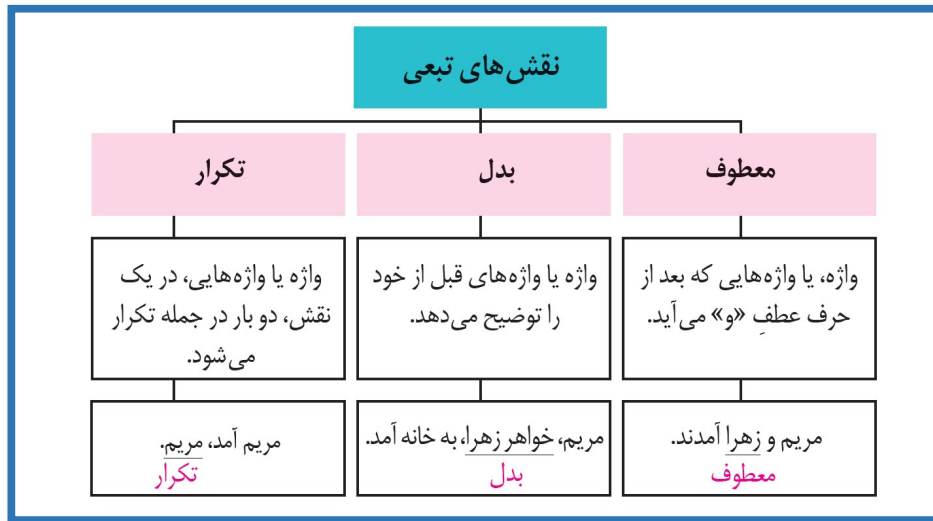 نقش‌های تبعی
معطوف
بدل
تکرار
واژه، یا واژه‌هایی که بعد از
حرف عطفِ «و» می‌آید.
واژه یا واژه‌های قبل از خود
را توضیح می‌دهد.
واژه یا واژه‌هایی، در یک
نقش، دو بار در جمله تکرار
می‌شود.
مریم و زهرا آمدند.
معطوف
مریم، خواهر زهرا، به خانه آمد.
بدل
مریم آمد، مریم.
تکرار